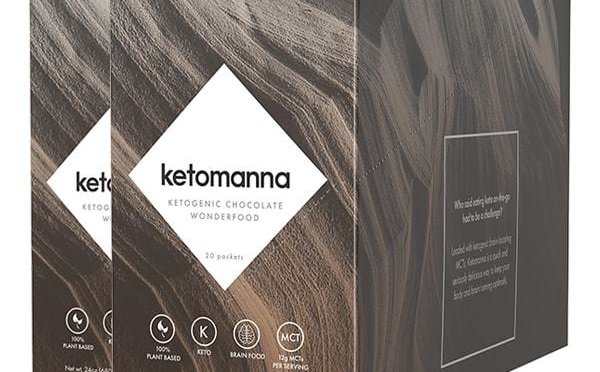 keto
KETOG
W
100%
PLANT BASED
K
K
Net wt. 24oz (680
ketomanna
KETOGENIC CHOCOLATE
WONDERFOOD
20 packets
K
MCT
100%
PLANT BASED
KETO
BRAIN FOOD
12g MCTs
PER SERVING
Who said eating keto on-the-go
had to be a challenge?
Loaded with ketogenic brain-boosting
MCTs, Ketomanna is a quick and
seriously delicious way to keep your
body and brain running optimally.